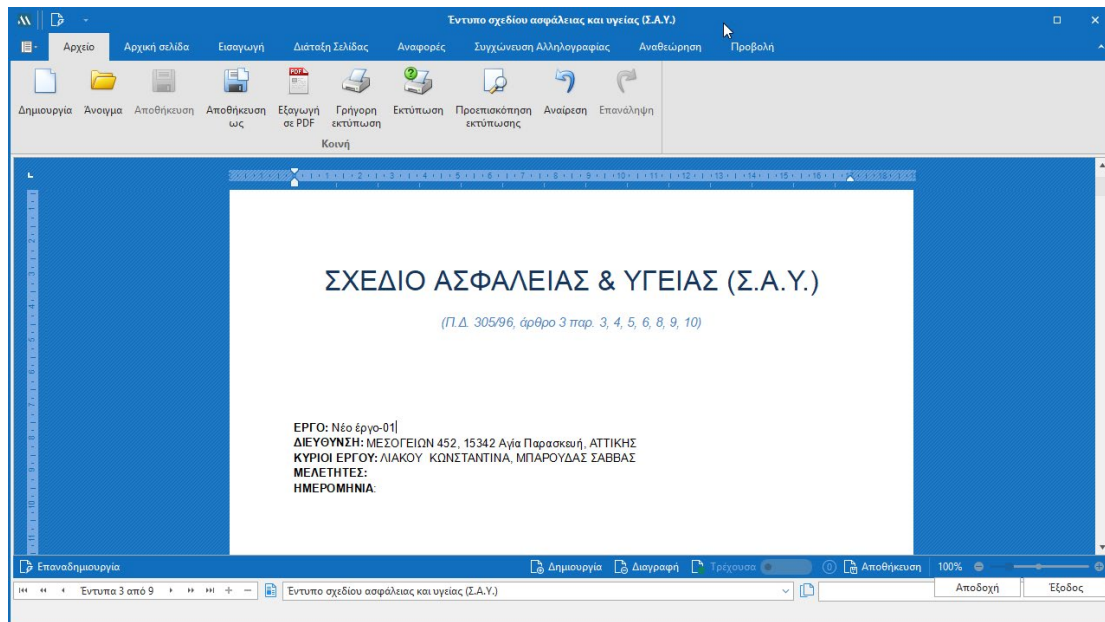 Έντυπο σχεδίου ασφάλειας και υγείας (Σ.Α.Υ.)
Αρχείο Αρχική σελίδα Εισαγωγή Διάταξη Σελίδας Αναφορές Συγχώνευση Αλληλογραφίας Αναθεώρηση Προβολή
Δημιουργία Άνοιγμα Αποθήκευση Αποθήκευση ως Εξαγωγή σε PDF Γρήγορη εκτύπωση Εκτύπωση Προεπισκόπηση εκτύπωσης Αναίρεση Επανάληψη
Κοινή
ΣΧΕΔΙΟ ΑΣΦΑΛΕΙΑΣ & ΥΓΕΙΑΣ (Σ.Α.Υ.)
(Π.Δ. 305/96, άρθρο 3 παρ. 3, 4, 5, 6, 8, 9, 10)
ΕΡΓΟ: Νέο έργο-01
ΔΙΕΥΘΥΝΣΗ: ΜΕΣΟΓΕΙΩΝ 452, 15342 Αγία Παρασκευή, ΑΤΤΙΚΗΣ
ΚΥΡΙΟΙ ΕΡΓΟΥ: ΛΙΑΚΟΥ ΚΩΝΣΤΑΝΤΙΝΑ, ΜΠΑΡΟΥΔΑΣ ΣΑΒΒΑΣ
ΜΕΛΕΤΗΤΕΣ:
ΗΜΕΡΟΜΗΝΙΑ:
Επαναδημιουργία Δημιουργία Διαγραφή Τρέχουσα 0 Αποθήκευση 100%
Έντυπα 3 από 9 Έντυπο σχεδίου ασφάλειας και υγείας (Σ.Α.Υ.) Αποδοχή Έξοδος